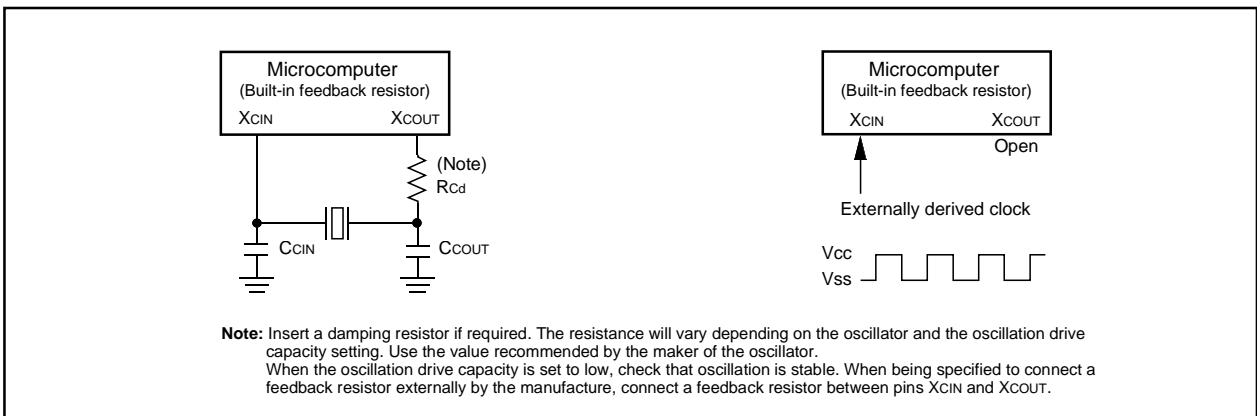 Microcomputer
(Built-in feedback resistor)
XCIN XCOUT
(Note)
RCd
CCIN CCOUT
Microcomputer
(Built-in feedback resistor)
XCIN XCOUT
Open
Externally derived clock
Vcc
Vss
Note: Insert a damping resistor if required. The resistance will vary depending on the oscillator and the oscillation drive
capacity setting. Use the value recommended by the maker of the oscillator.
When the oscillation drive capacity is set to low, check that oscillation is stable. When being specified to connect a
feedback resistor externally by the manufacture, connect a feedback resistor between pins XCIN and XCOUT.